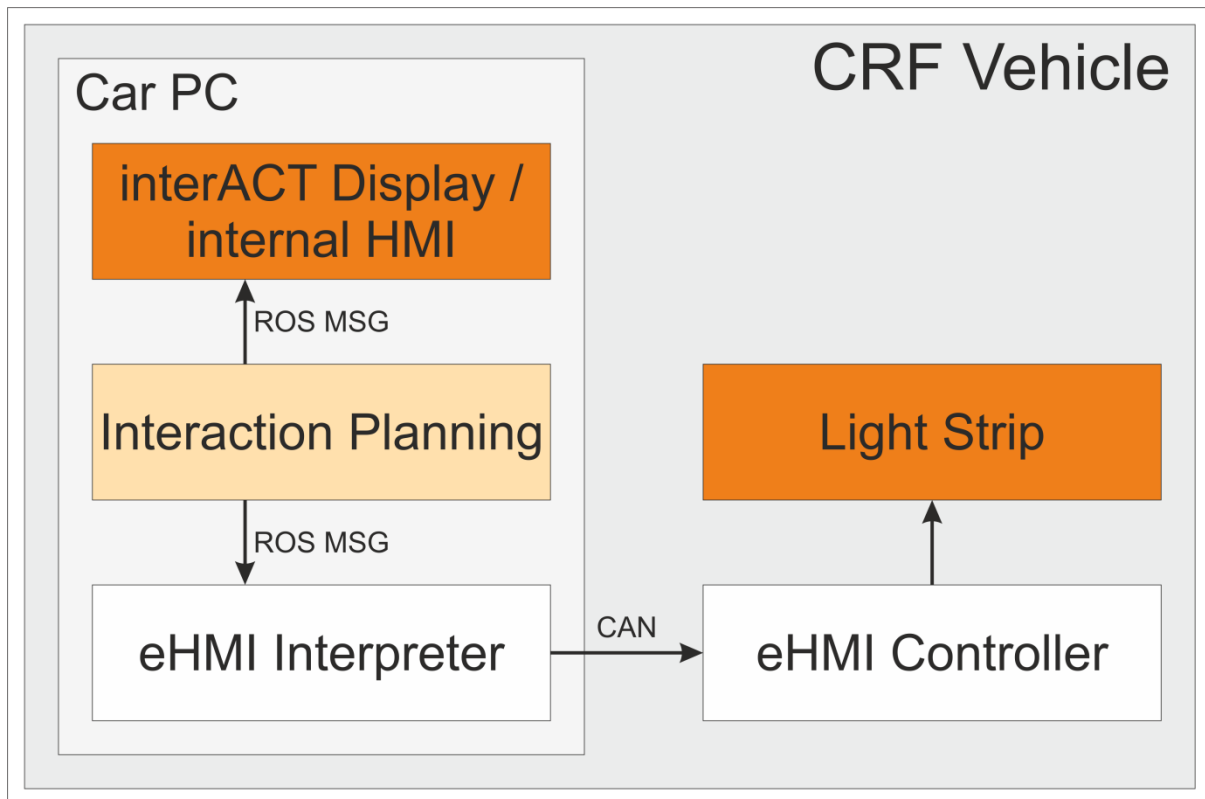 CRF Vehicle
Car PC
interACT Display /
internal HMI
ROS MSG
Interaction Planning
Light Strip
ROS MSG
eHMI Interpreter
CAN
eHMI Controller